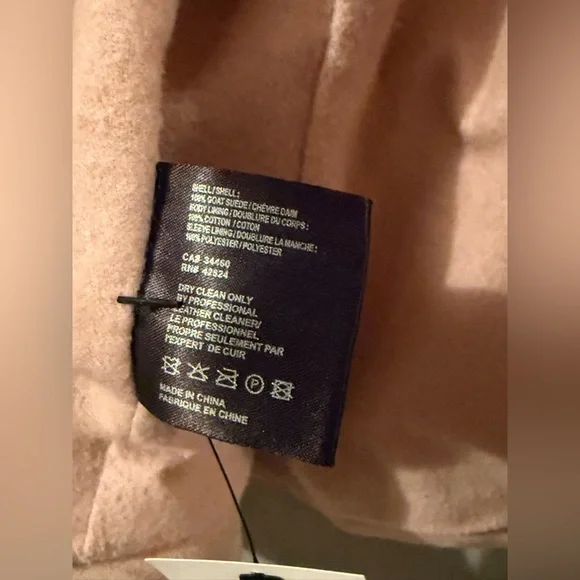 SHELL/SHELL:
100% GOAT SUEDE/CHÈVRE DAIM
BODY LINING/DOUBLURE DU CORPS:
100% COTTON/COTON
SLEEVE LINING/DOUBLURE LA MANCHE:
100% POLYESTER/POLYESTER
CA# 34460
RN# 42824
DRY CLEAN ONLY
BY PROFESSIONAL
LEATHER CLEANER/
LE PROFESSIONNEL
PROPRE SEULEMENT PAR
l'EXPERT DE CUIR
P
MADE IN CHINA
FABRIQUE EN CHINE